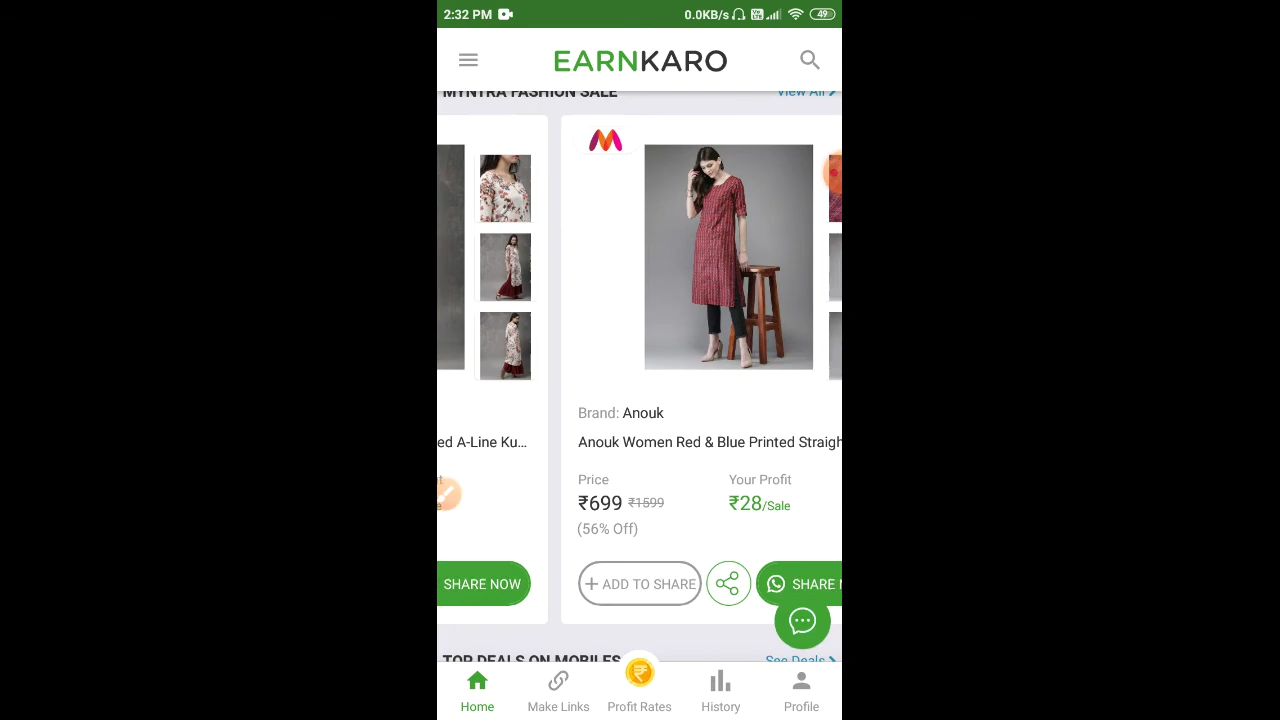 2:32 PM 0.0KB/s 49
EARNKARO
MYNTRA FASHION SALE View All
Brand: Anouk
ed A-Line Ku... Anouk Women Red & Blue Printed Straigh
Price Your Profit
₹699 ₹1599 ₹28/Sale
(56% Off)
SHARE NOW + ADD TO SHARE SHARE
TOP DEALS ON MOBILES See Deals
Home Make Links Profit Rates History Profile